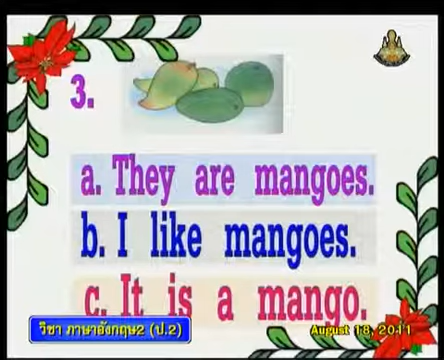 3.
a. They are mangoes.
b. I like mangoes.
c. It is a mango.
วิชา ภาษาอังกฤษ2 (ป.2)
August 18, 2011